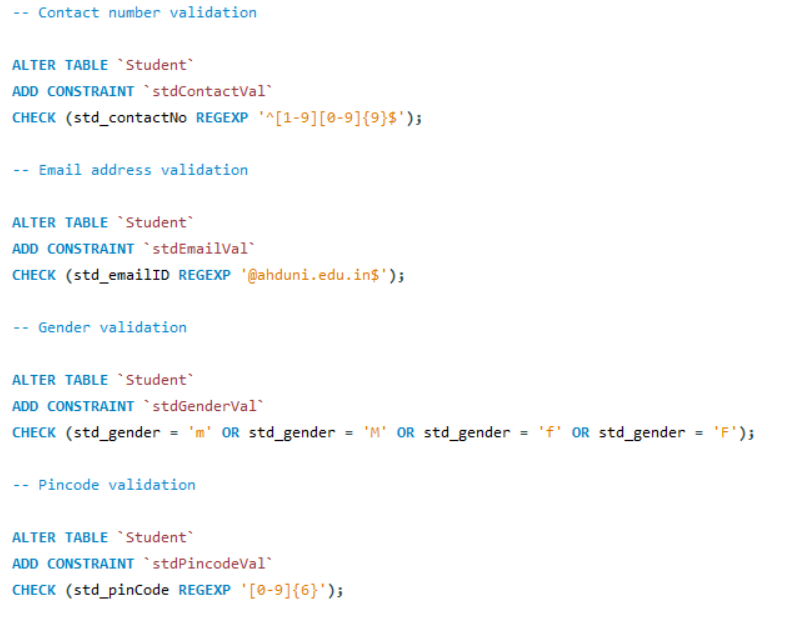 -- Contact number validation
ALTER TABLE `Student`
ADD CONSTRAINT `stdContactVal`
CHECK (std_contactNo REGEXP '^[1-9][0-9]{9}$');
-- Email address validation
ALTER TABLE `Student`
ADD CONSTRAINT `stdEmailVal`
CHECK (std_emailID REGEXP '@ahduni.edu.in$');
-- Gender validation
ALTER TABLE `Student`
ADD CONSTRAINT `stdGenderVal`
CHECK (std_gender = 'm' OR std_gender = 'M' OR std_gender = 'f' OR std_gender = 'F');
-- Pincode validation
ALTER TABLE `Student`
ADD CONSTRAINT `stdPincodeVal`
CHECK (std_pinCode REGEXP '[0-9]{6}');